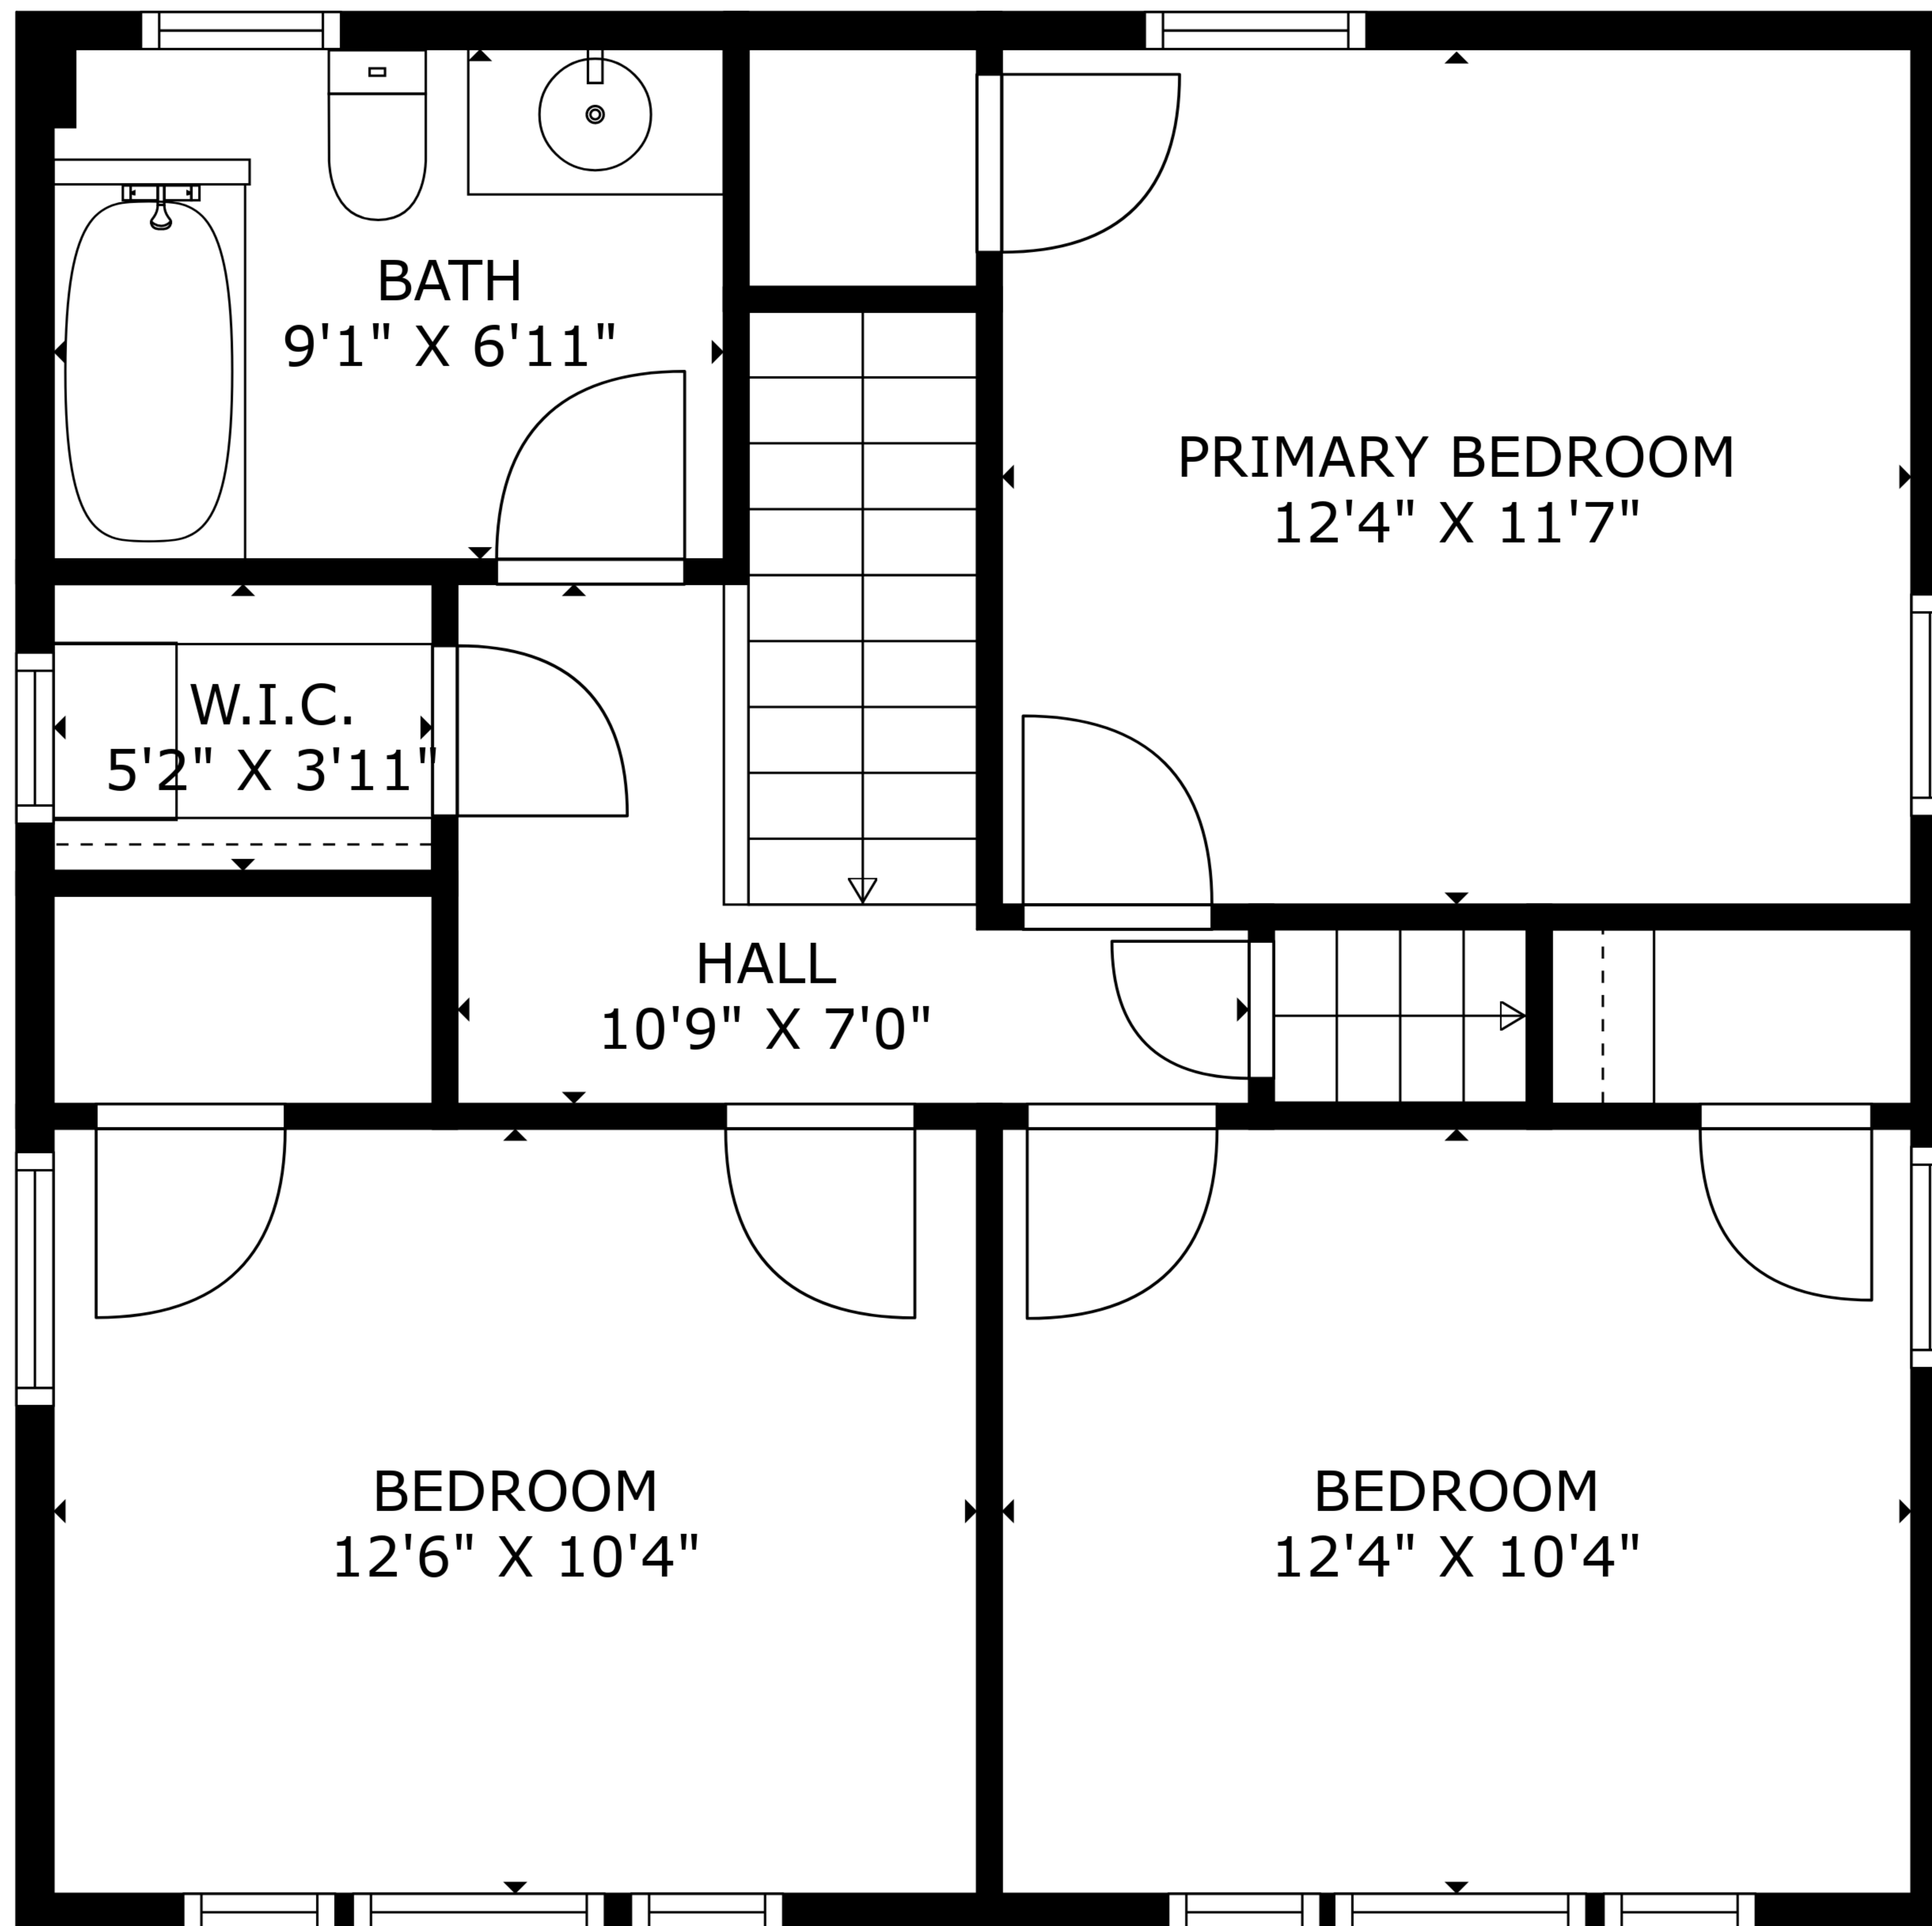 BATH
9'1" X 6'11"
PRIMARY BEDROOM
12'4" X 11'7"
W.I.C.
5'2" X 3'11"
HALL
10'9" X 7'0"
BEDROOM
12'6" X 10'4"
BEDROOM
12'4" X 10'4"